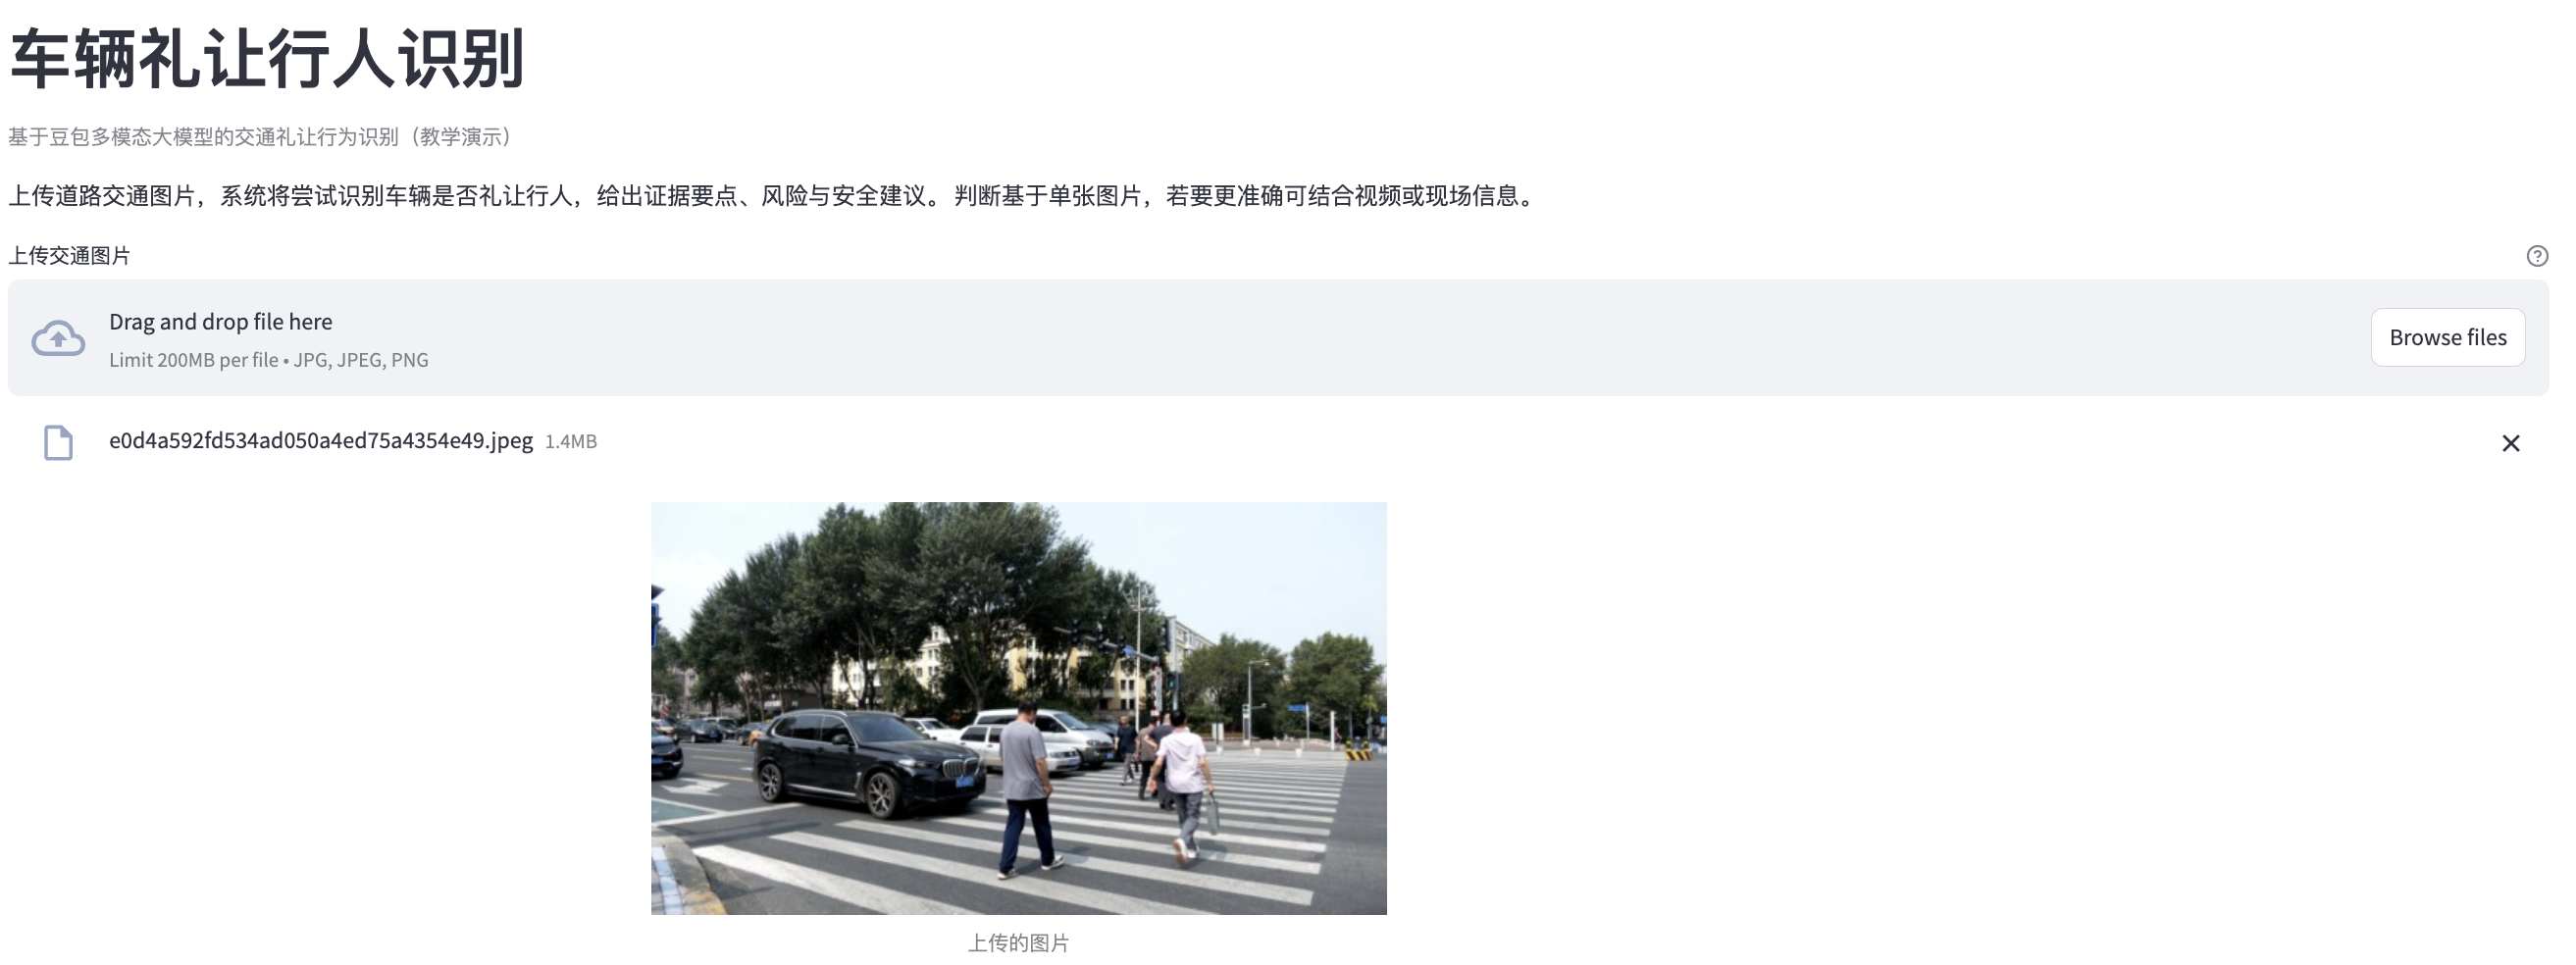 车辆礼让行人识别
基于豆包多模态大模型的交通礼让行为识别（教学演示）
上传道路交通图片，系统将尝试识别车辆是否礼让行人，给出证据要点、风险与安全建议。 判断基于单张图片，若要更准确可结合视频或现场信息。
上传交通图片
Drag and drop file here
Limit 200MB per file • JPG, JPEG, PNG
Browse files
e0d4a592fd534ad050a4ed75a4354e49.jpeg 1.4MB
上传的图片